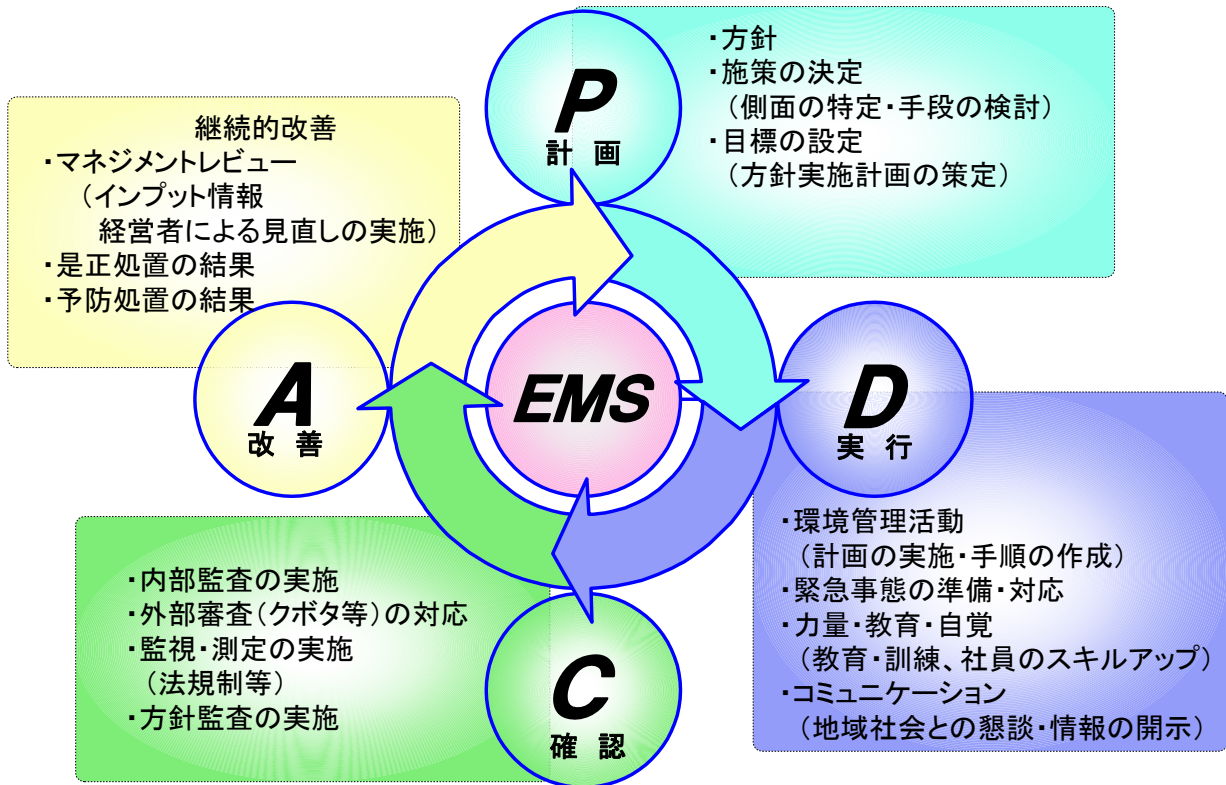 P
計 画
・方針
・施策の決定
（側面の特定・手段の検討）
・目標の設定
（方針実施計画の策定）
継続的改善
・マネジメントレビュー
（インプット情報
経営者による見直しの実施）
・是正処置の結果
・予防処置の結果
A
改 善
EMS
D
実 行
・環境管理活動
（計画の実施・手順の作成）
・緊急事態の準備・対応
・力量・教育・自覚
（教育・訓練、社員のスキルアップ）
・コミュニケーション
（地域社会との懇談・情報の開示）
・内部監査の実施
・外部審査（クボタ等）の対応
・監視・測定の実施
（法規制等）
・方針監査の実施
C
確 認